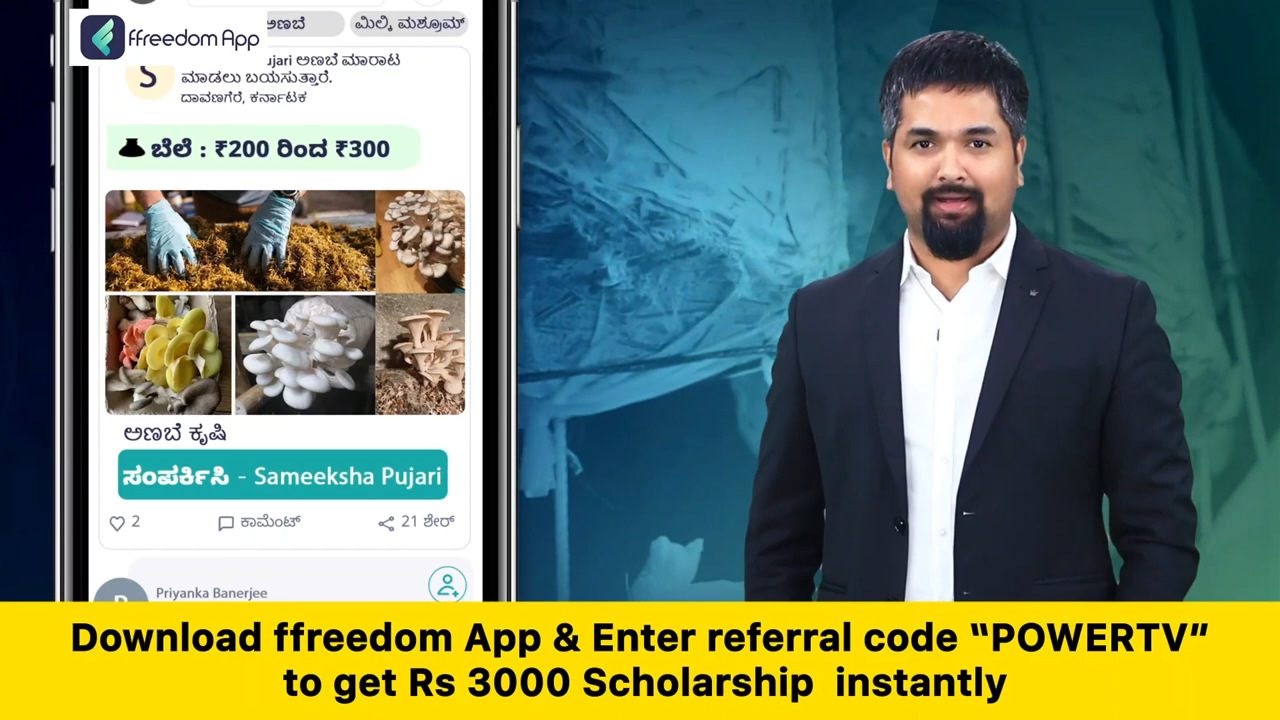 ffreedom App
ಅಣಬೆ
ಮಿಲ್ಕಿ ಮಶ್ರೂಮ್
S
ujari ಅಣಬೆ ಮಾರಾಟ
ಮಾಡಲು ಬಯಸುತ್ತಾರೆ.
ದಾವಣಗೆರೆ, ಕರ್ನಾಟಕ
ಬೆಲೆ : ₹200 ರಿಂದ ₹300
ಅಣಬೆ ಕೃಷಿ
ಸಂಪರ್ಕಿಸಿ - Sameeksha Pujari
2
ಕಾಮೆಂಟ್
21 ಶೇರ್
Priyanka Banerjee
Download ffreedom App & Enter referral code “POWERTV”
to get Rs 3000 Scholarship instantly